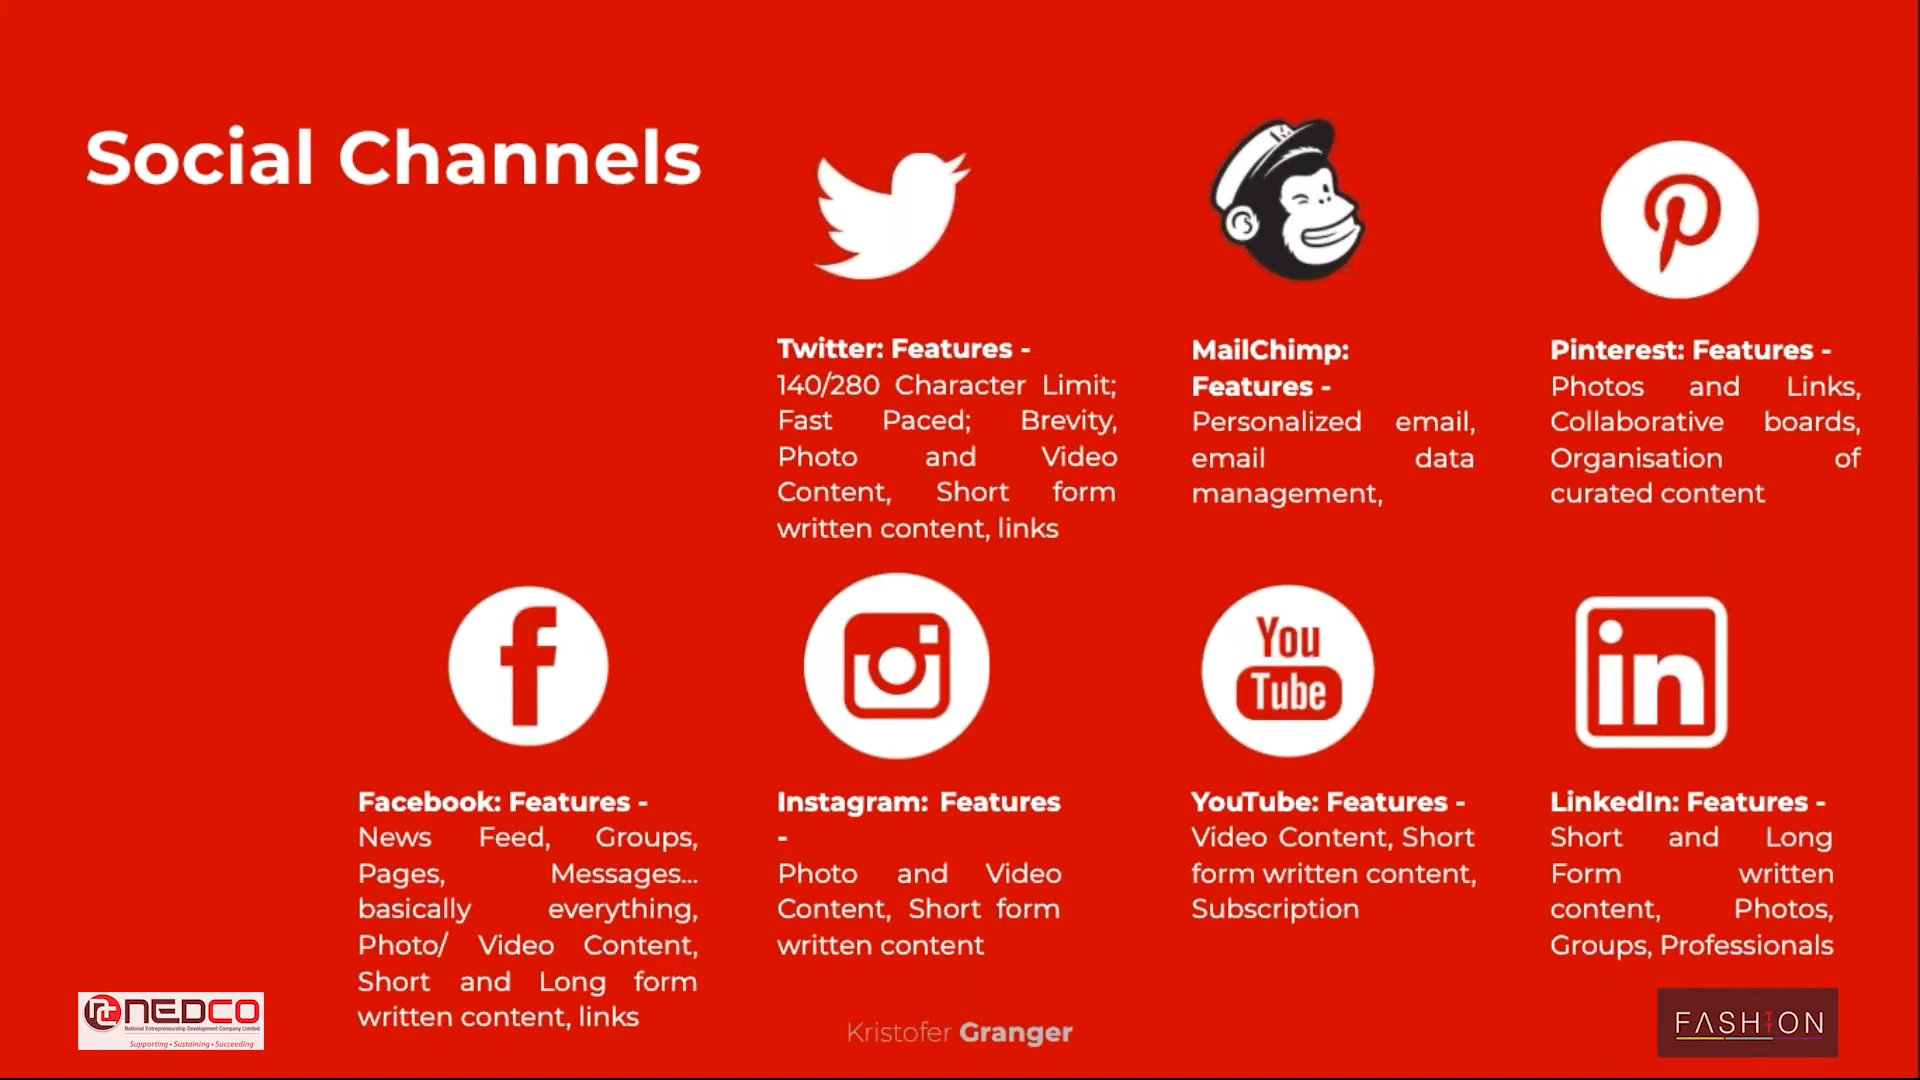 Social Channels
Twitter: Features -
140/280 Character Limit;
Fast Paced; Brevity,
Photo and Video
Content, Short form
written content, links
MailChimp:
Features -
Personalized email,
email data
management,
Pinterest: Features -
Photos and Links,
Collaborative boards,
Organisation of
curated content
f
Facebook: Features -
News Feed, Groups,
Pages, Messages...
basically everything,
Photo/ Video Content,
Short and Long form
written content, links
Instagram: Features
-
Photo and Video
Content, Short form
written content
You
Tube
YouTube: Features -
Video Content, Short
form written content,
Subscription
in
LinkedIn: Features -
Short and Long
Form written
content, Photos,
Groups, Professionals
NEDCO
National Entrepreneurship Development Company Limited
Supporting • Sustaining • Succeeding
Kristofer Granger
FASHION